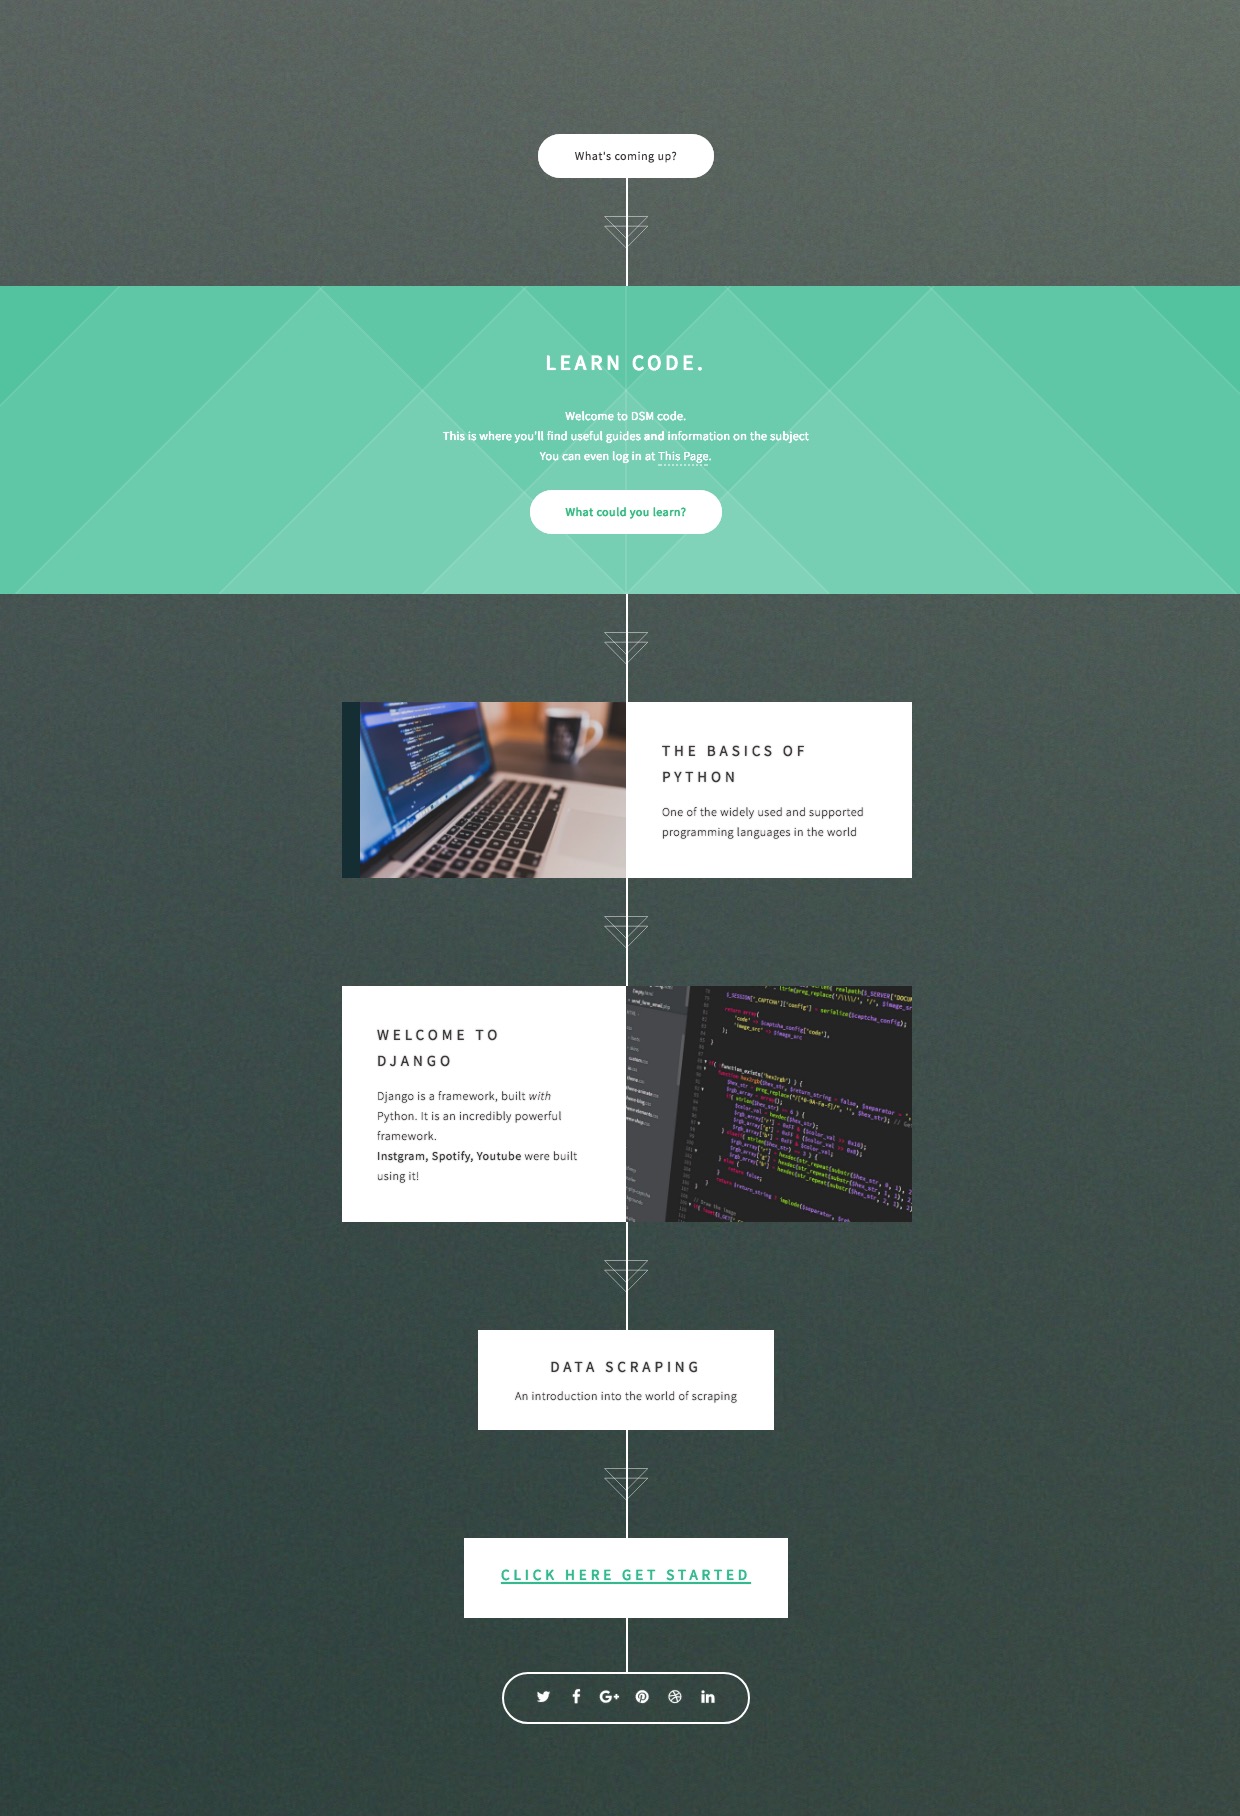 What's coming up?
LEARN CODE.
Welcome to DSM code.
This is where you'll find useful guides and information on the subject
You can even log in at This Page.
What could you learn?
THE BASICS OF
PYTHON
One of the widely used and supported
programming languages in the world
WELCOME TO
DJANGO
Django is a framework, built with
Python. It is an incredibly powerful
framework.
Instgram, Spotify, Youtube were built
using it!
DATA SCRAPING
An introduction into the world of scraping
CLICK HERE GET STARTED